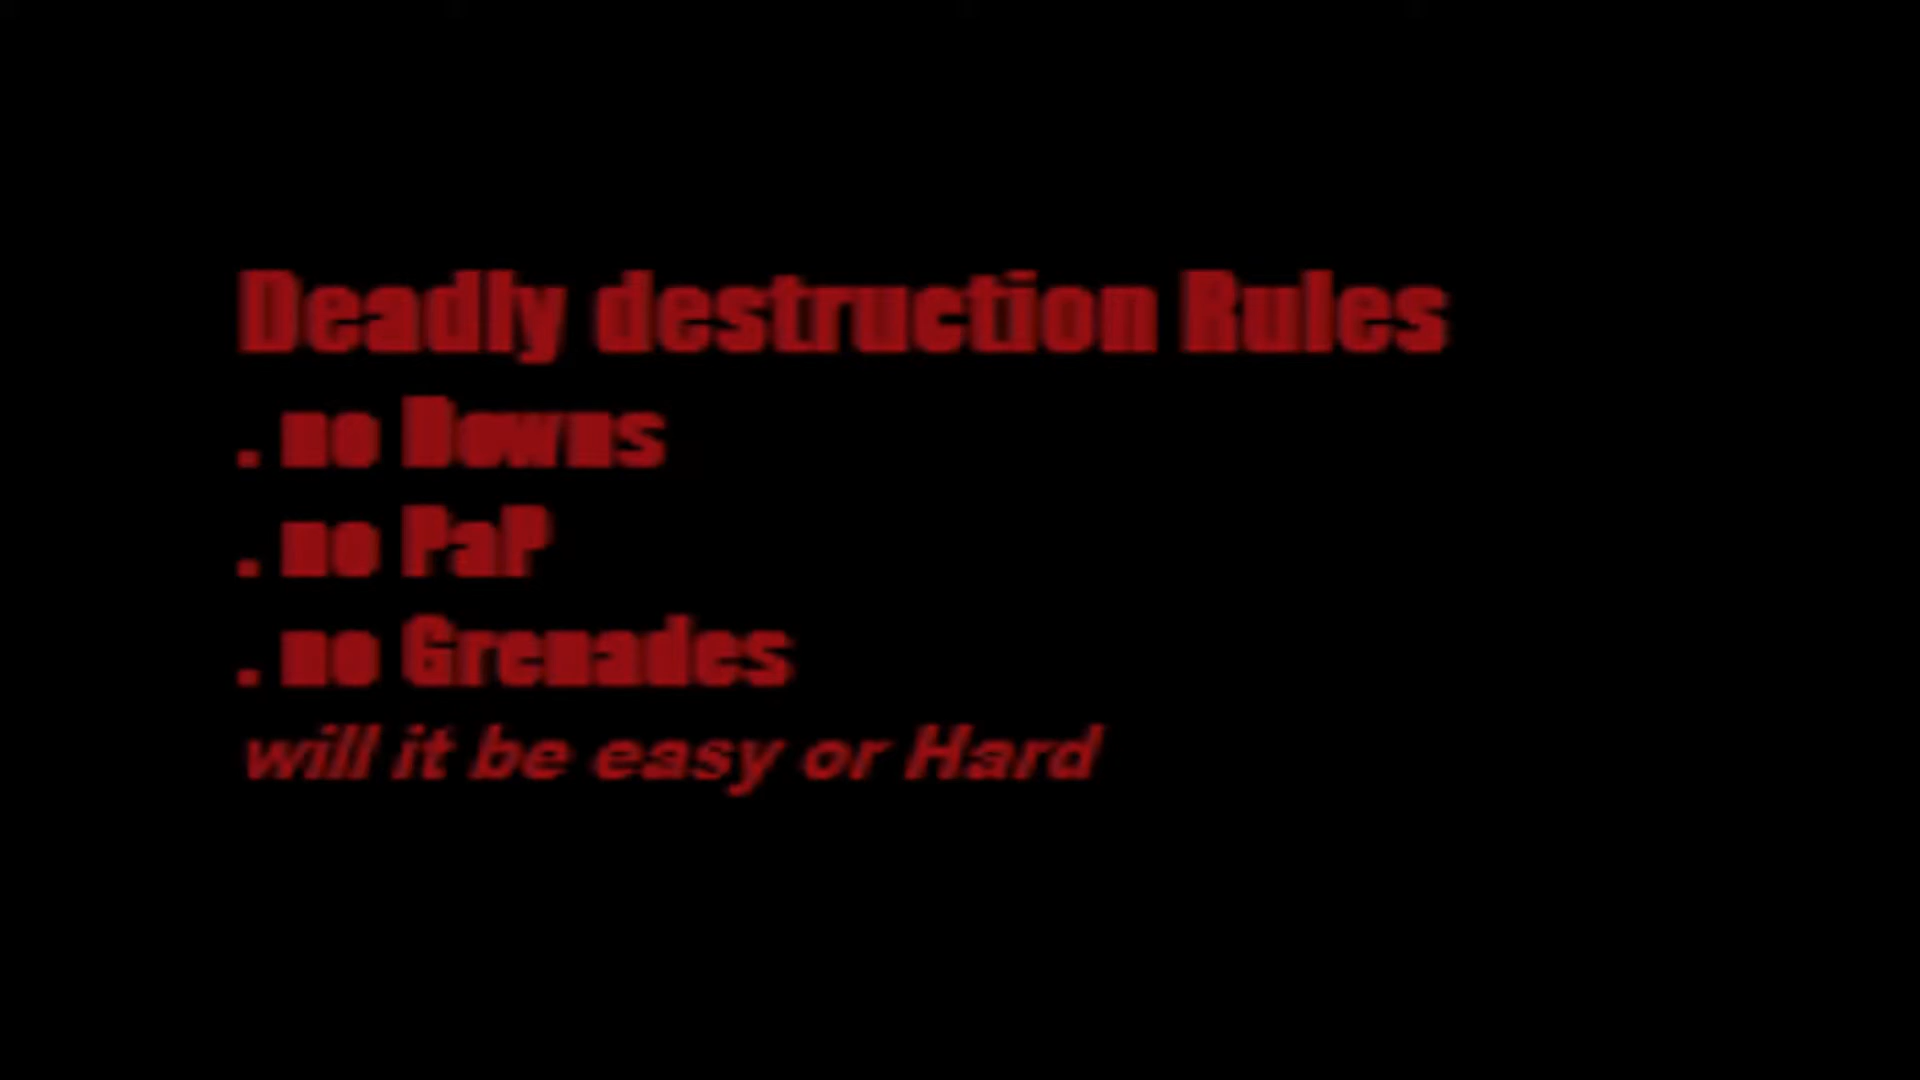 Deadly destruction Rules
. no Downs
. no PaP
. no Grenades
will it be easy or Hard